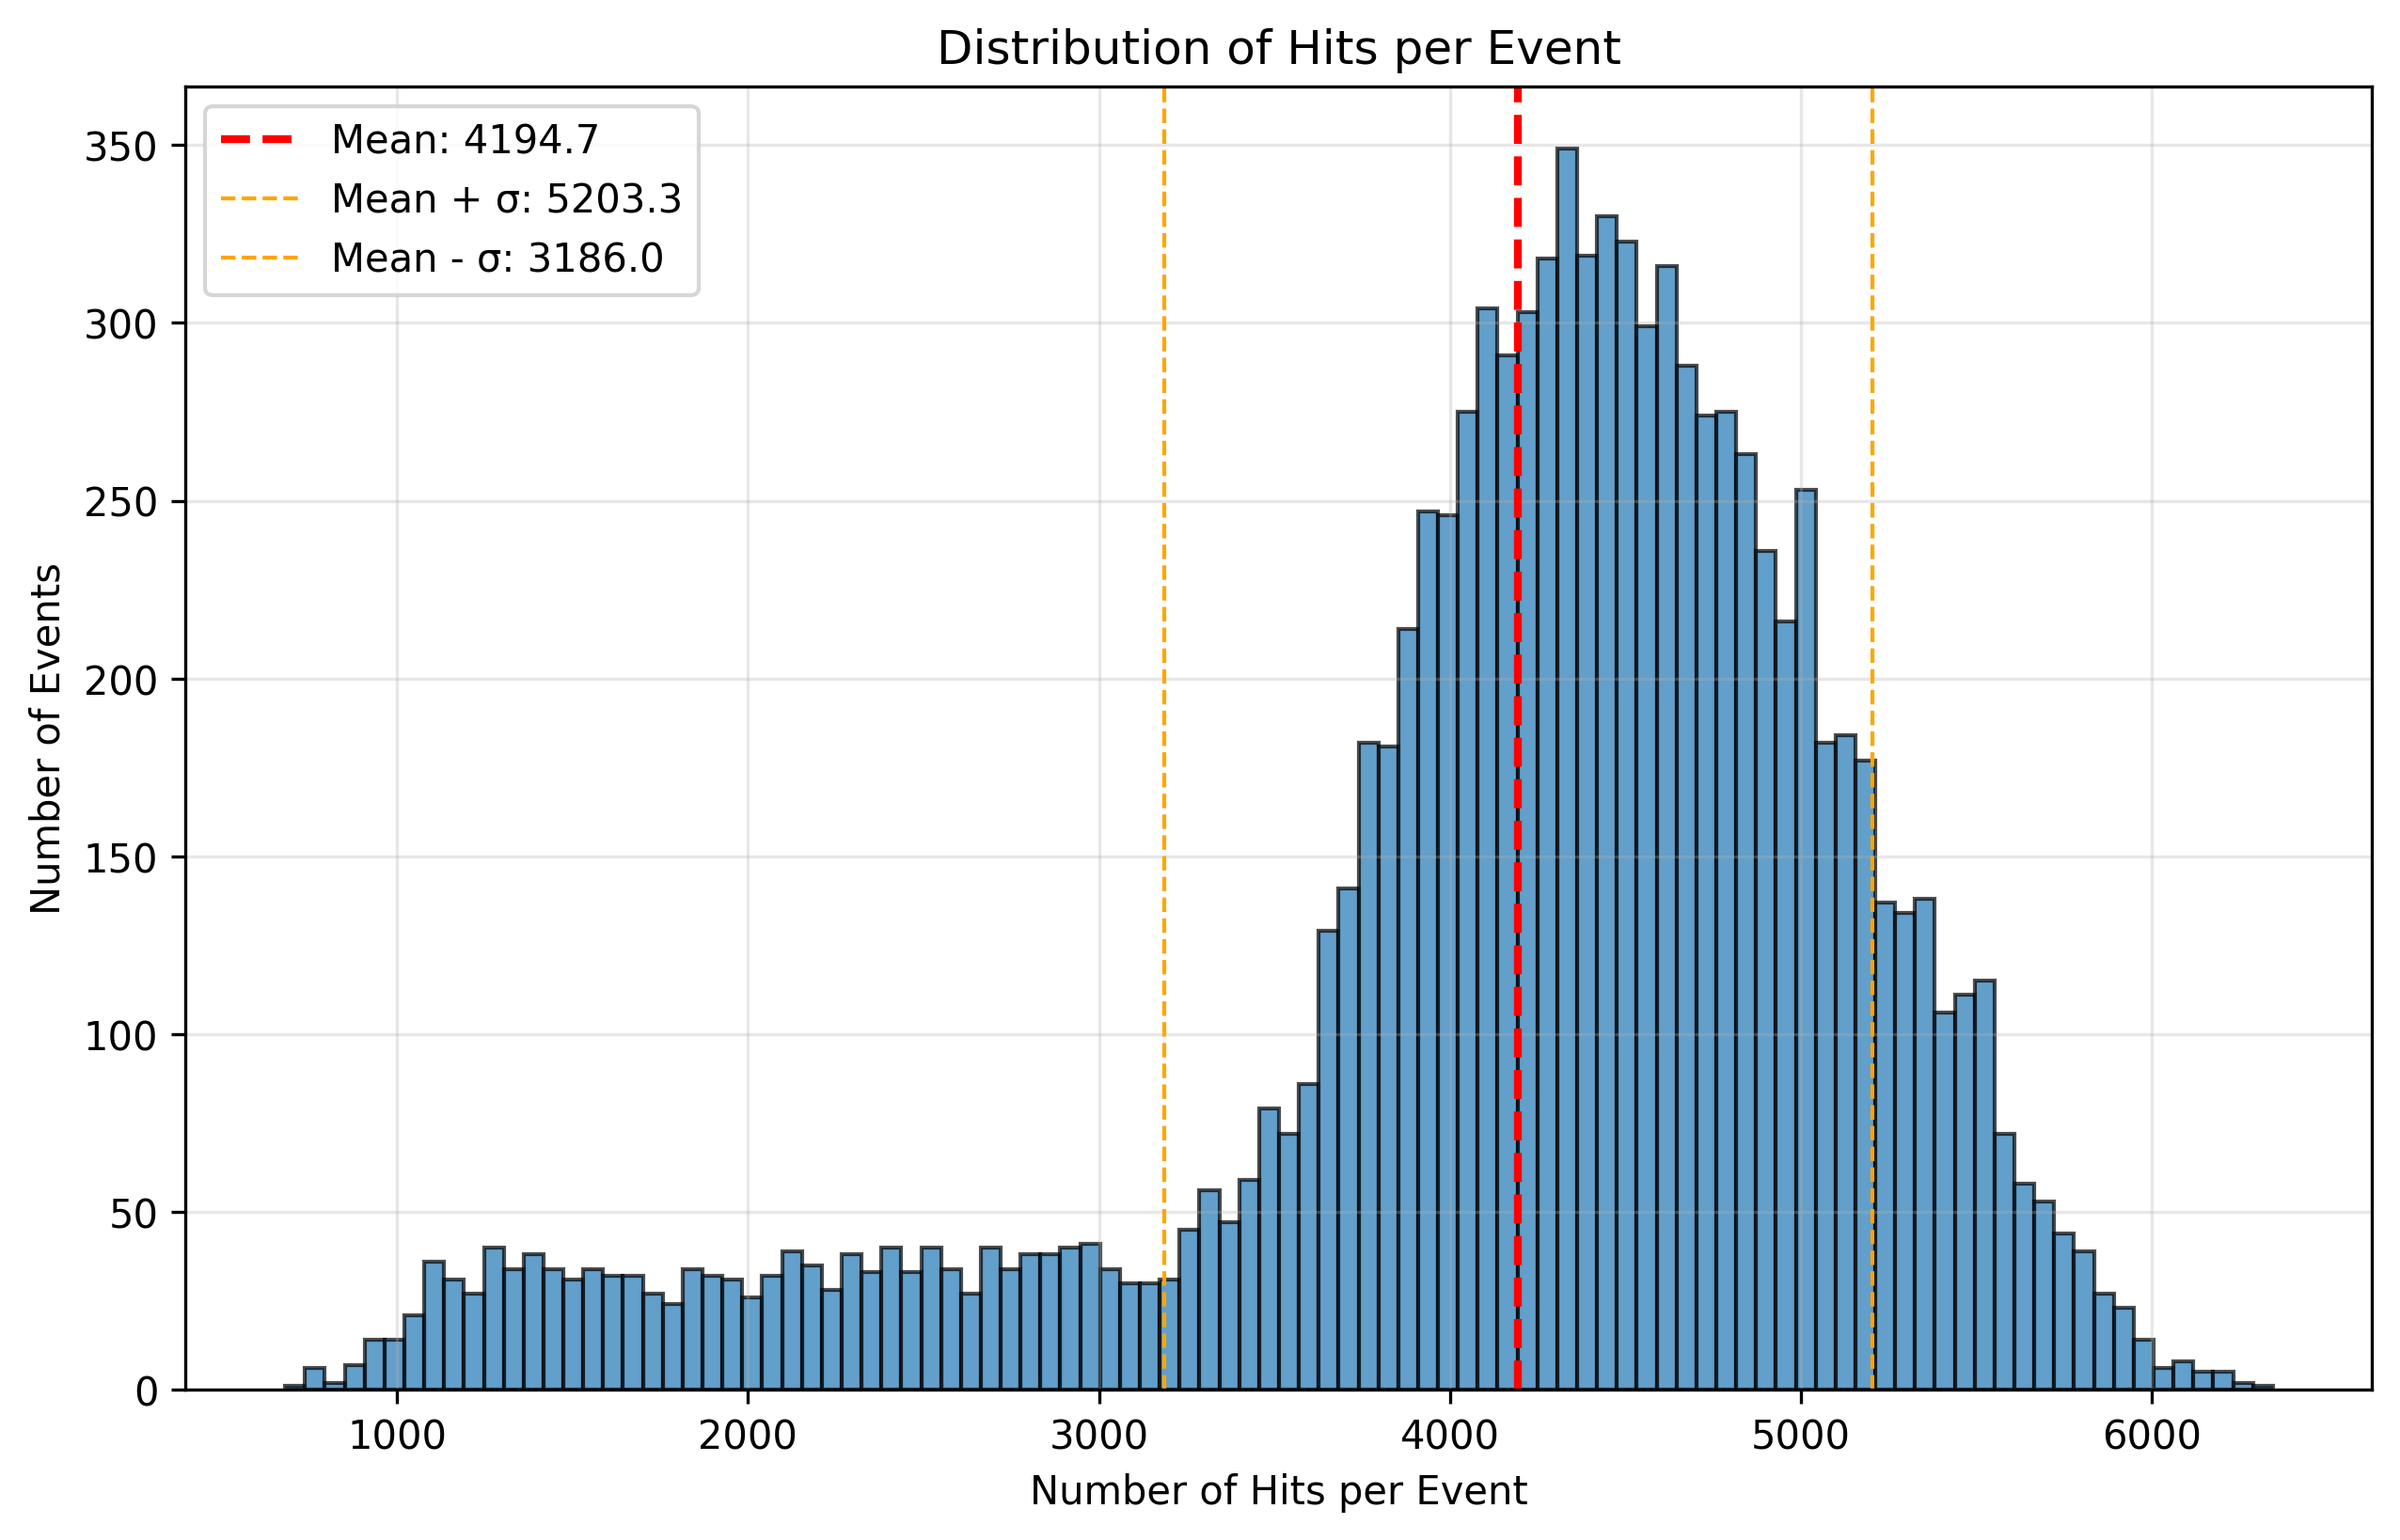 Distribution of Hits per Event
Mean: 4194.7
Mean + σ: 5203.3
Mean - σ: 3186.0
350
300
250
200
150
100
50
0
Number of Events
1000 2000 3000 4000 5000 6000
Number of Hits per Event